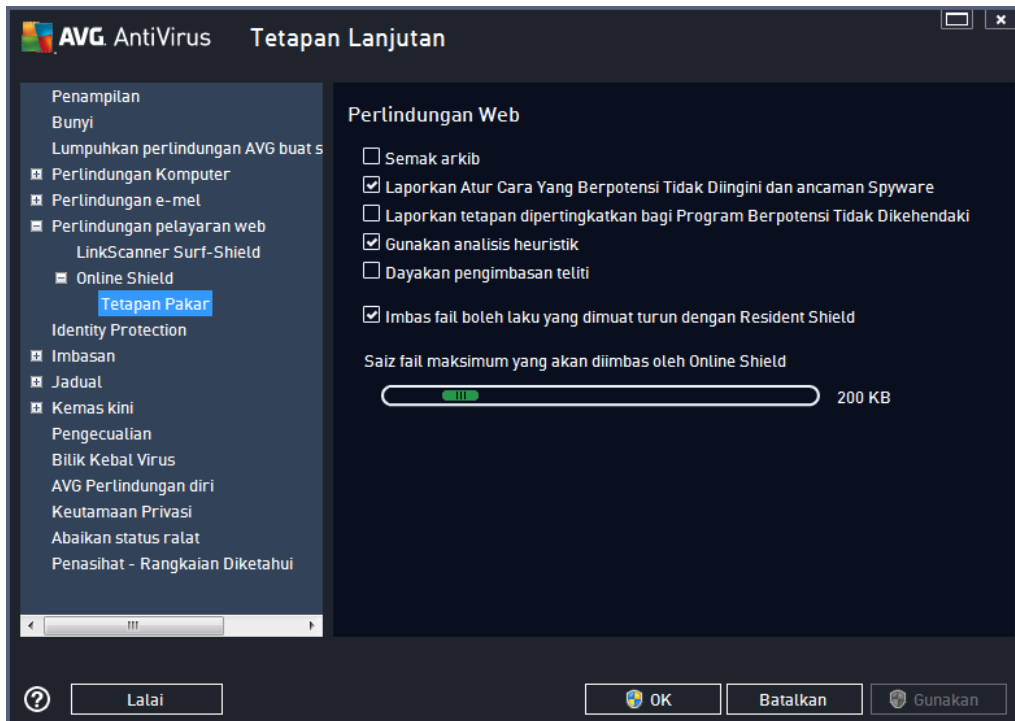 AVG. AntiVirus Tetapan Lanjutan
Penampilan
Bunyi
Lumpuhkan perlindungan AVG buat s
Perlindungan Komputer
Perlindungan e-mel
Perlindungan pelayaran web
LinkScanner Surf-Shield
Online Shield
Tetapan Pakar
Identity Protection
Imbasan
Jadual
Kemas kini
Pengecualian
Bilik Kebal Virus
AVG Perlindungan diri
Keutamaan Privasi
Abaikan status ralat
Penasihat - Rangkaian Diketahui
Perlindungan Web
Semak arkib
Laporkan Atur Cara Yang Berpotensi Tidak Diingini dan ancaman Spyware
Laporkan tetapan dipertingkatkan bagi Program Berpotensi Tidak Dikehendaki
Gunakan analisis heuristik
Dayakan pengimbasan teliti
Imbas fail boleh laku yang dimuat turun dengan Resident Shield
Saiz fail maksimum yang akan diimbas oleh Online Shield
200 KB
Lalai
OK
Batalkan
Gunakan